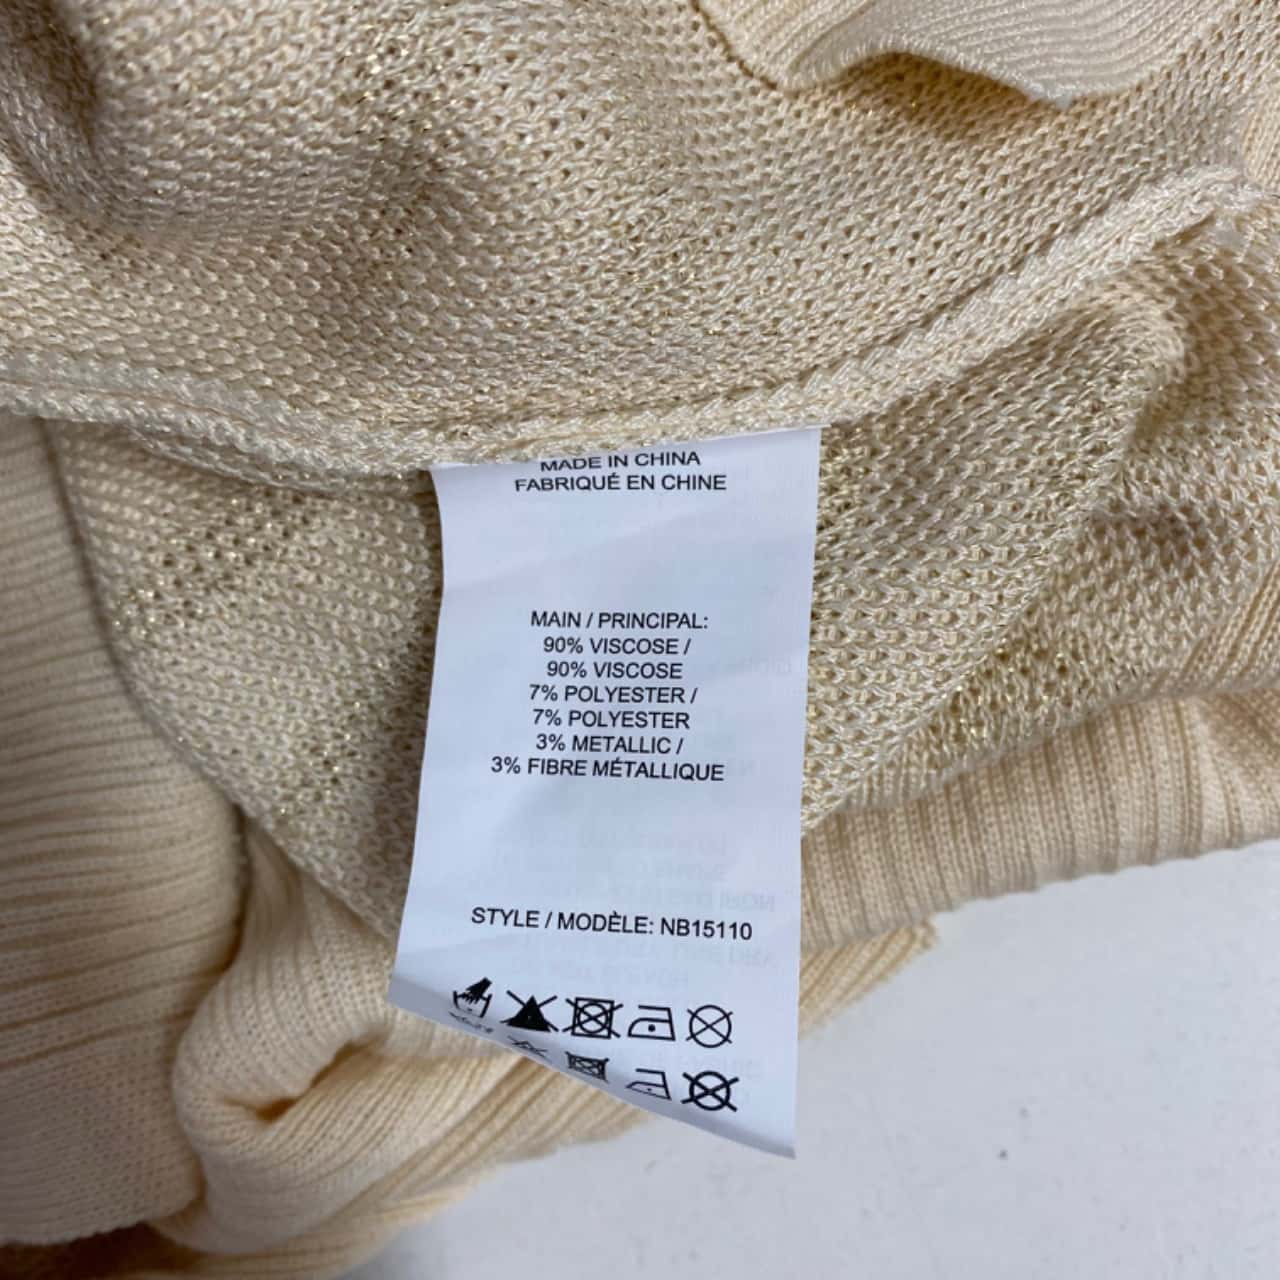 MADE IN CHINA
FABRIQUÉ EN CHINE
MAIN / PRINCIPAL:
90% VISCOSE /
90% VISCOSE
7% POLYESTER /
7% POLYESTER
3% METALLIC /
3% FIBRE MÉTALLIQUE
STYLE / MODÈLE: NB15110